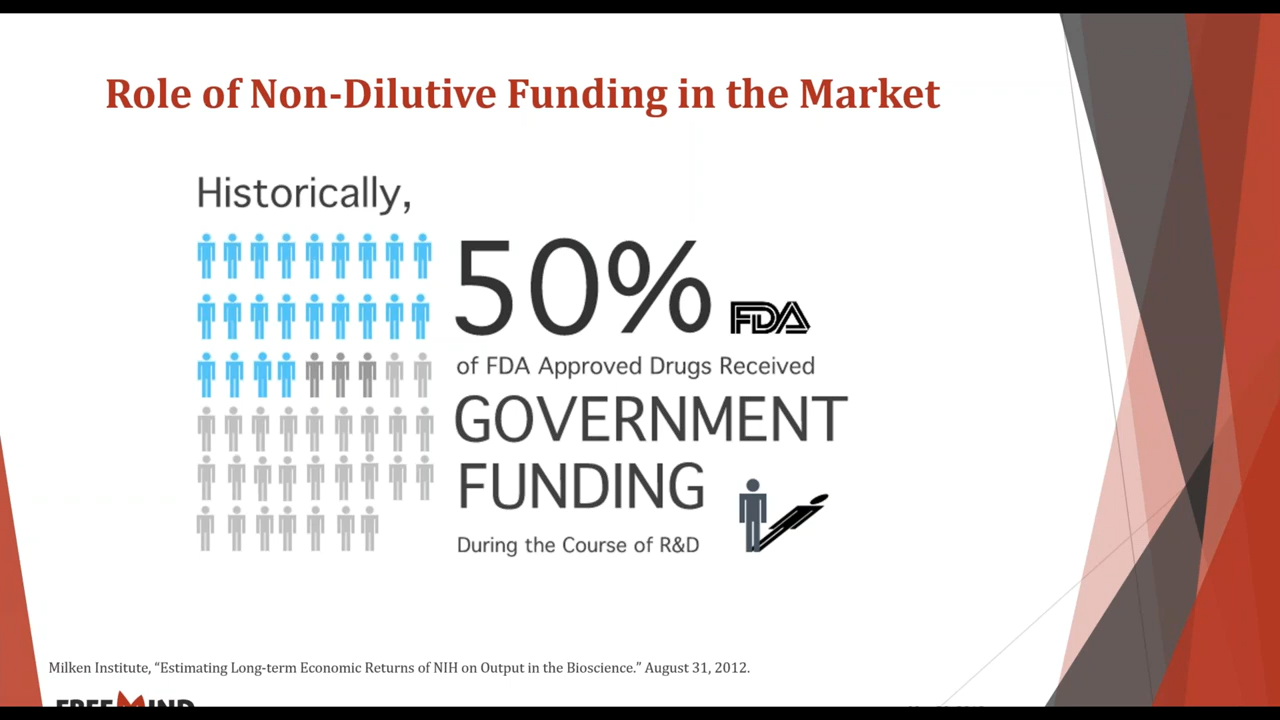 Role of Non-Dilutive Funding in the Market
Historically,
50%
FDA
of FDA Approved Drugs Received
GOVERNMENT
FUNDING
During the Course of R&D
Milken Institute, “Estimating Long-term Economic Returns of NIH on Output in the Bioscience.” August 31, 2012.
FREEMIND